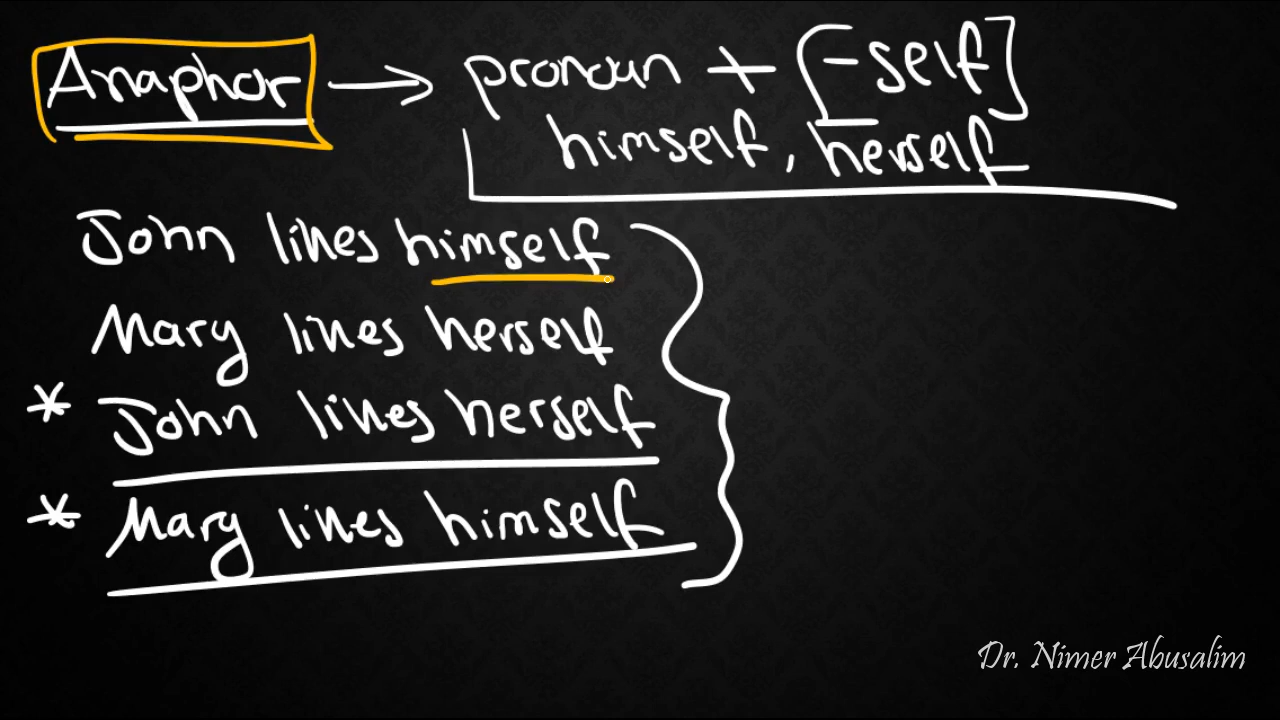 Anaphor → pronoun + [-self]
himself, herself
John likes himself
Mary likes herself
* John likes herself
* Mary likes himself
Dr. Nimer Abusalim